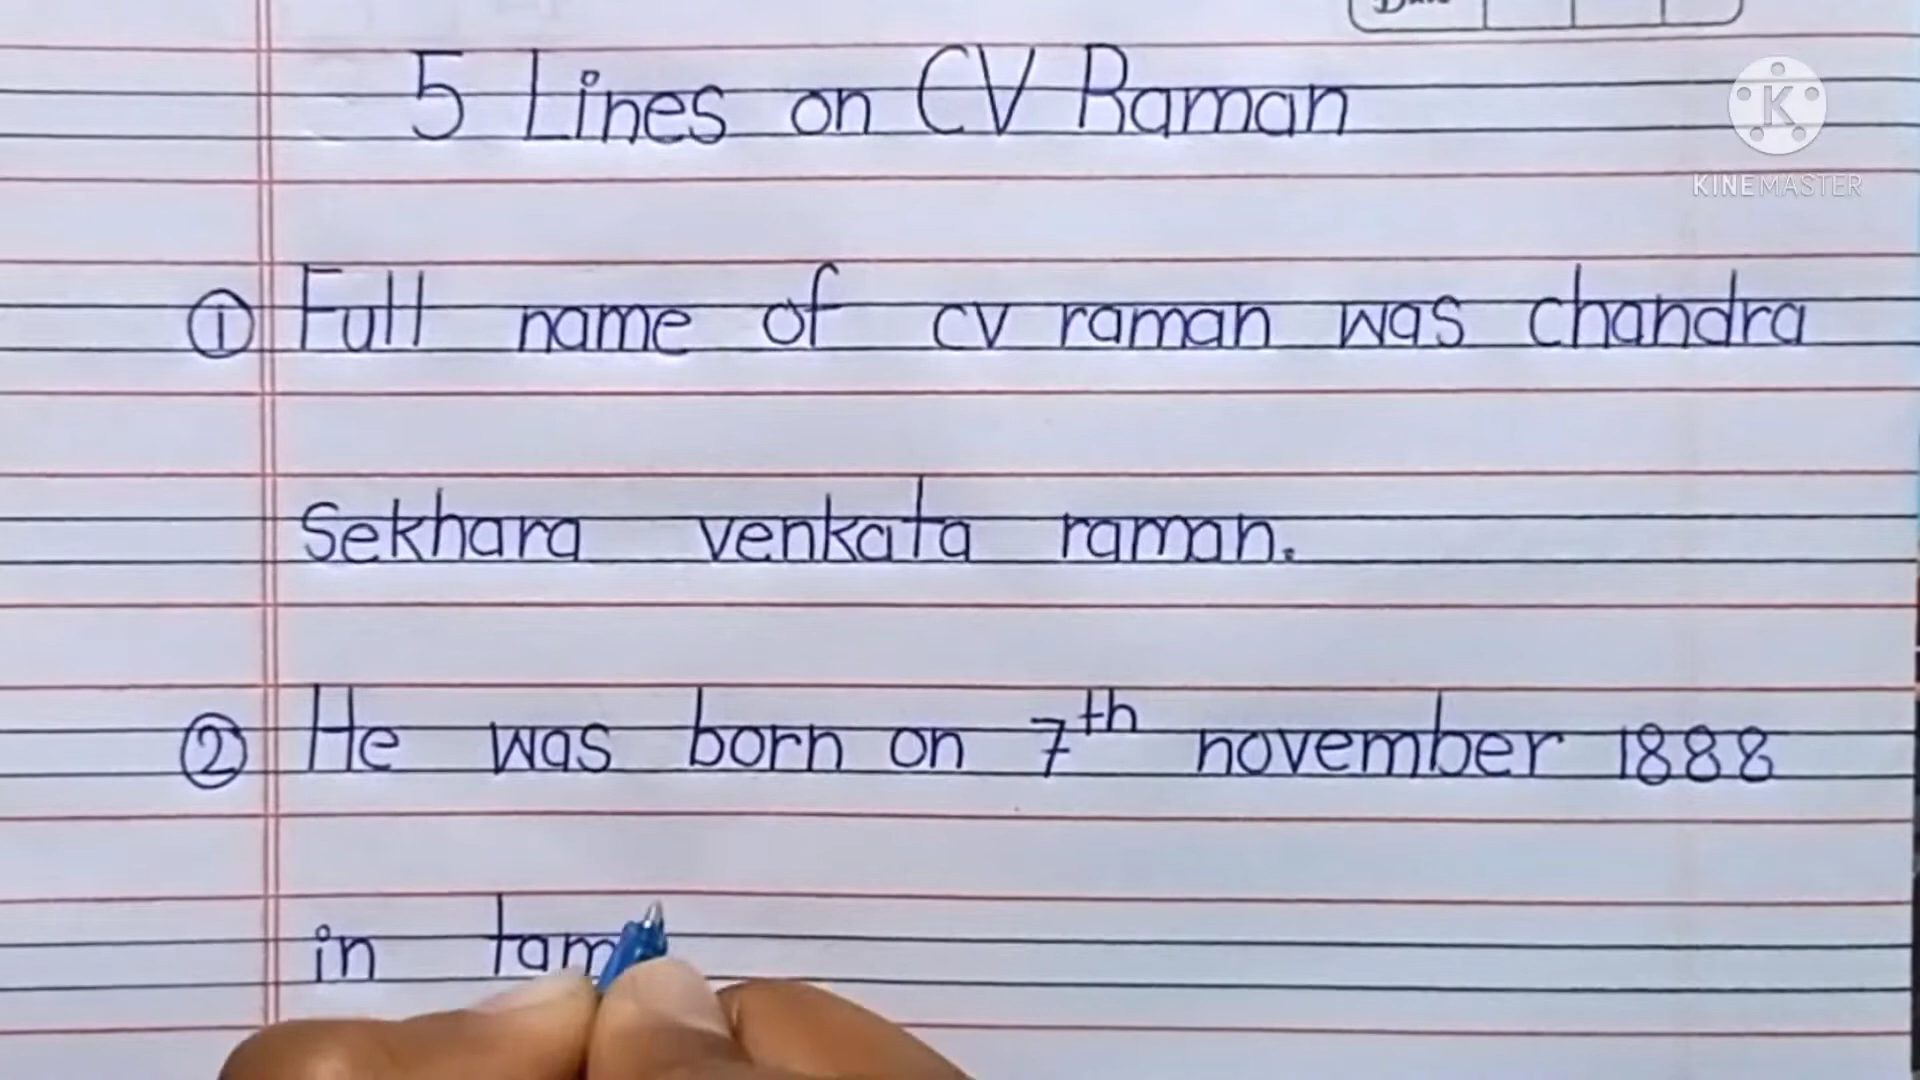 5 Lines on CV Raman
K
KINEMASTER
① Full name of cv raman was chandra
Sekhara venkata raman.
② He was born on 7th november 1888
in tam